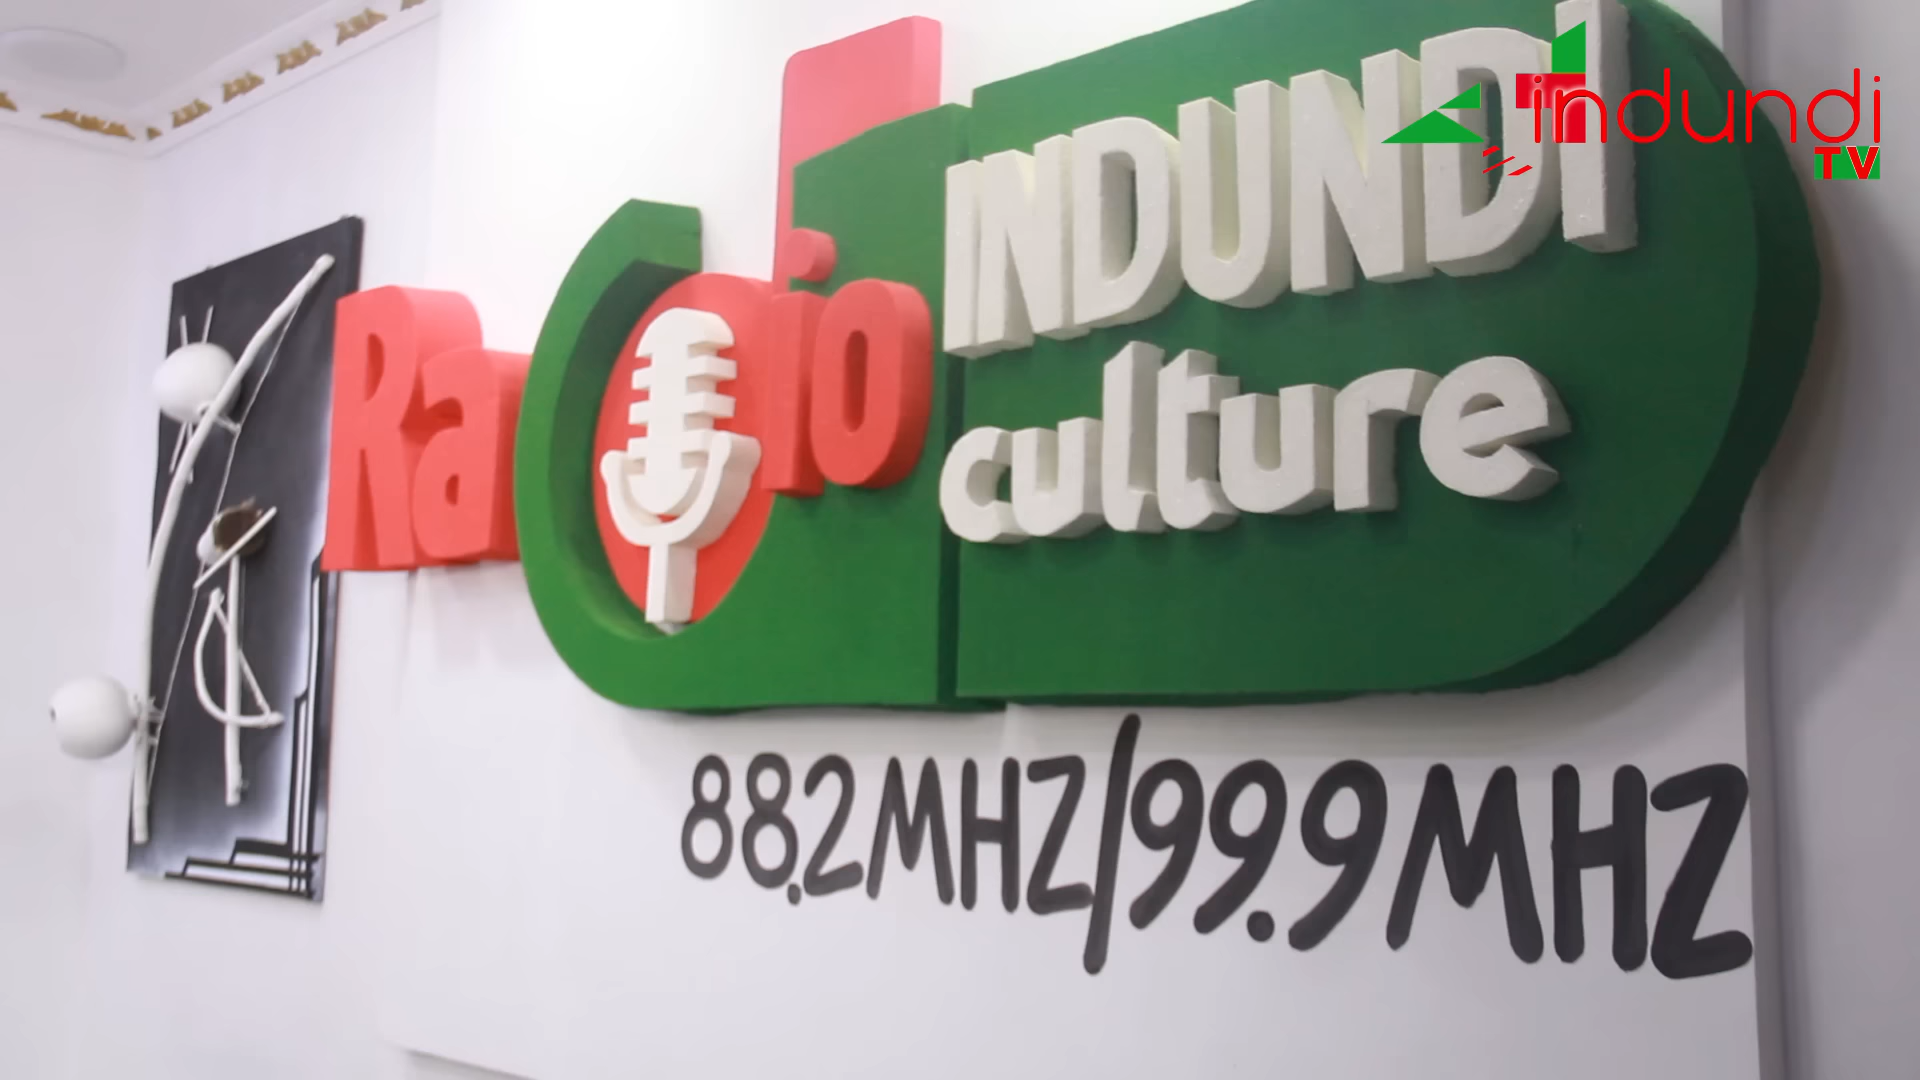 Radio
INDUNDI
culture
88.2MHZ/99.9MHZ
indundi
TV